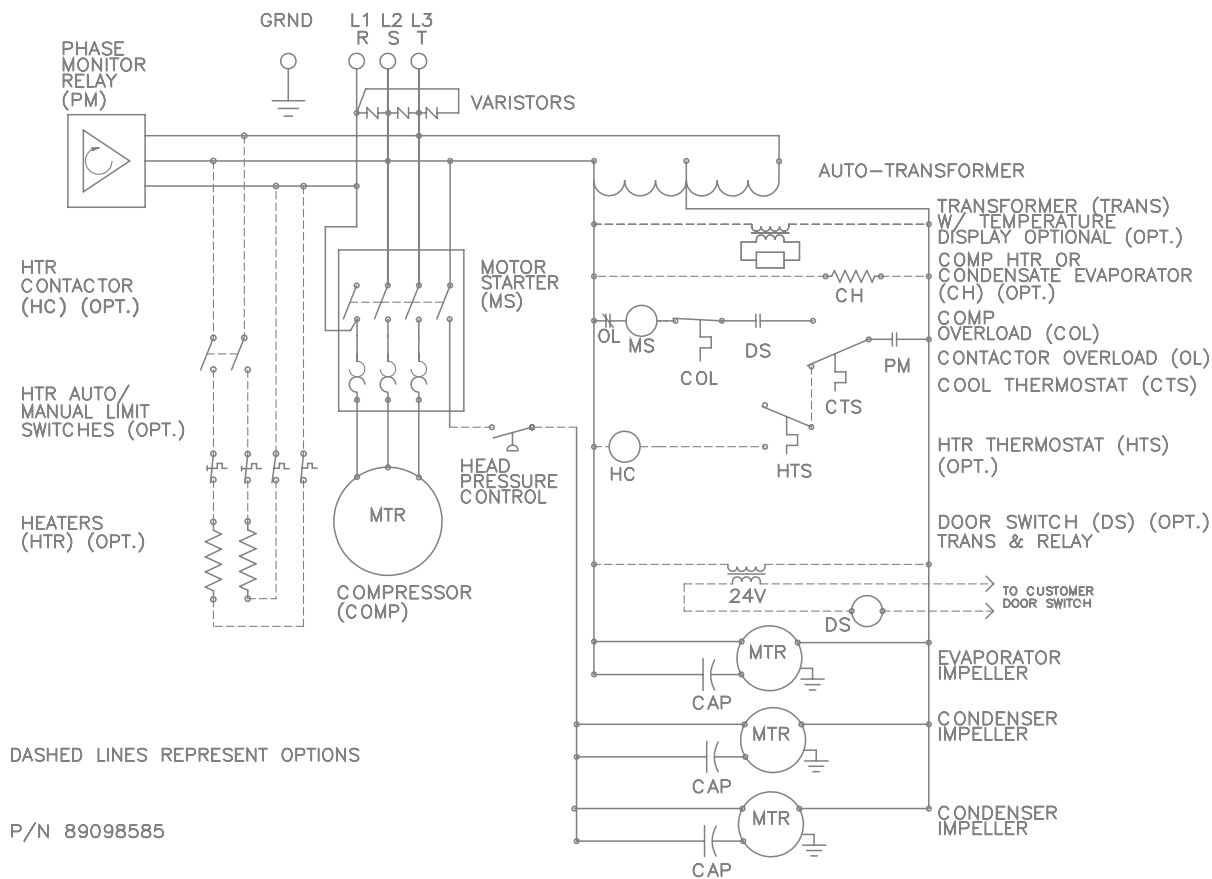 GRND
L1 L2 L3
R S T
PHASE
MONITOR
RELAY
(PM)
VARISTORS
AUTO-TRANSFORMER
TRANSFORMER (TRANS)
W/ TEMPERATURE
DISPLAY OPTIONAL (OPT.)
HTR
CONTACTOR
(HC) (OPT.)
MOTOR
STARTER
(MS)
COMP HTR OR
CONDENSATE EVAPORATOR
(CH) (OPT.)
CH
COMP
OVERLOAD (COL)
OL
MS
COL
DS
PM
CONTACTOR OVERLOAD (OL)
COOL THERMOSTAT (CTS)
CTS
HTR AUTO/
MANUAL LIMIT
SWITCHES (OPT.)
HC
HTS
HTR THERMOSTAT (HTS)
(OPT.)
HEAD
PRESSURE
CONTROL
MTR
HEATERS
(HTR) (OPT.)
DOOR SWITCH (DS) (OPT.)
TRANS & RELAY
COMPRESSOR
(COMP)
24V
TO CUSTOMER
DOOR SWITCH
DS
MTR
CAP
EVAPORATOR
IMPELLER
MTR
CAP
CONDENSER
IMPELLER
DASHED LINES REPRESENT OPTIONS
MTR
CAP
CONDENSER
IMPELLER
P/N 89098585